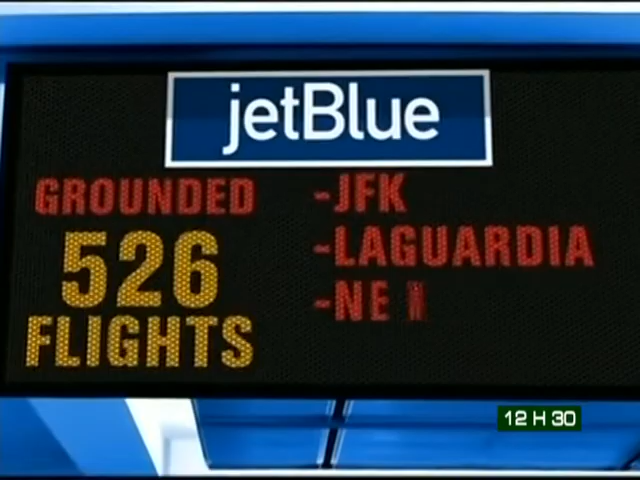 jetBlue
GROUNDED
526
FLIGHTS
-JFK
-LAGUARDIA
-NE
12 H 30